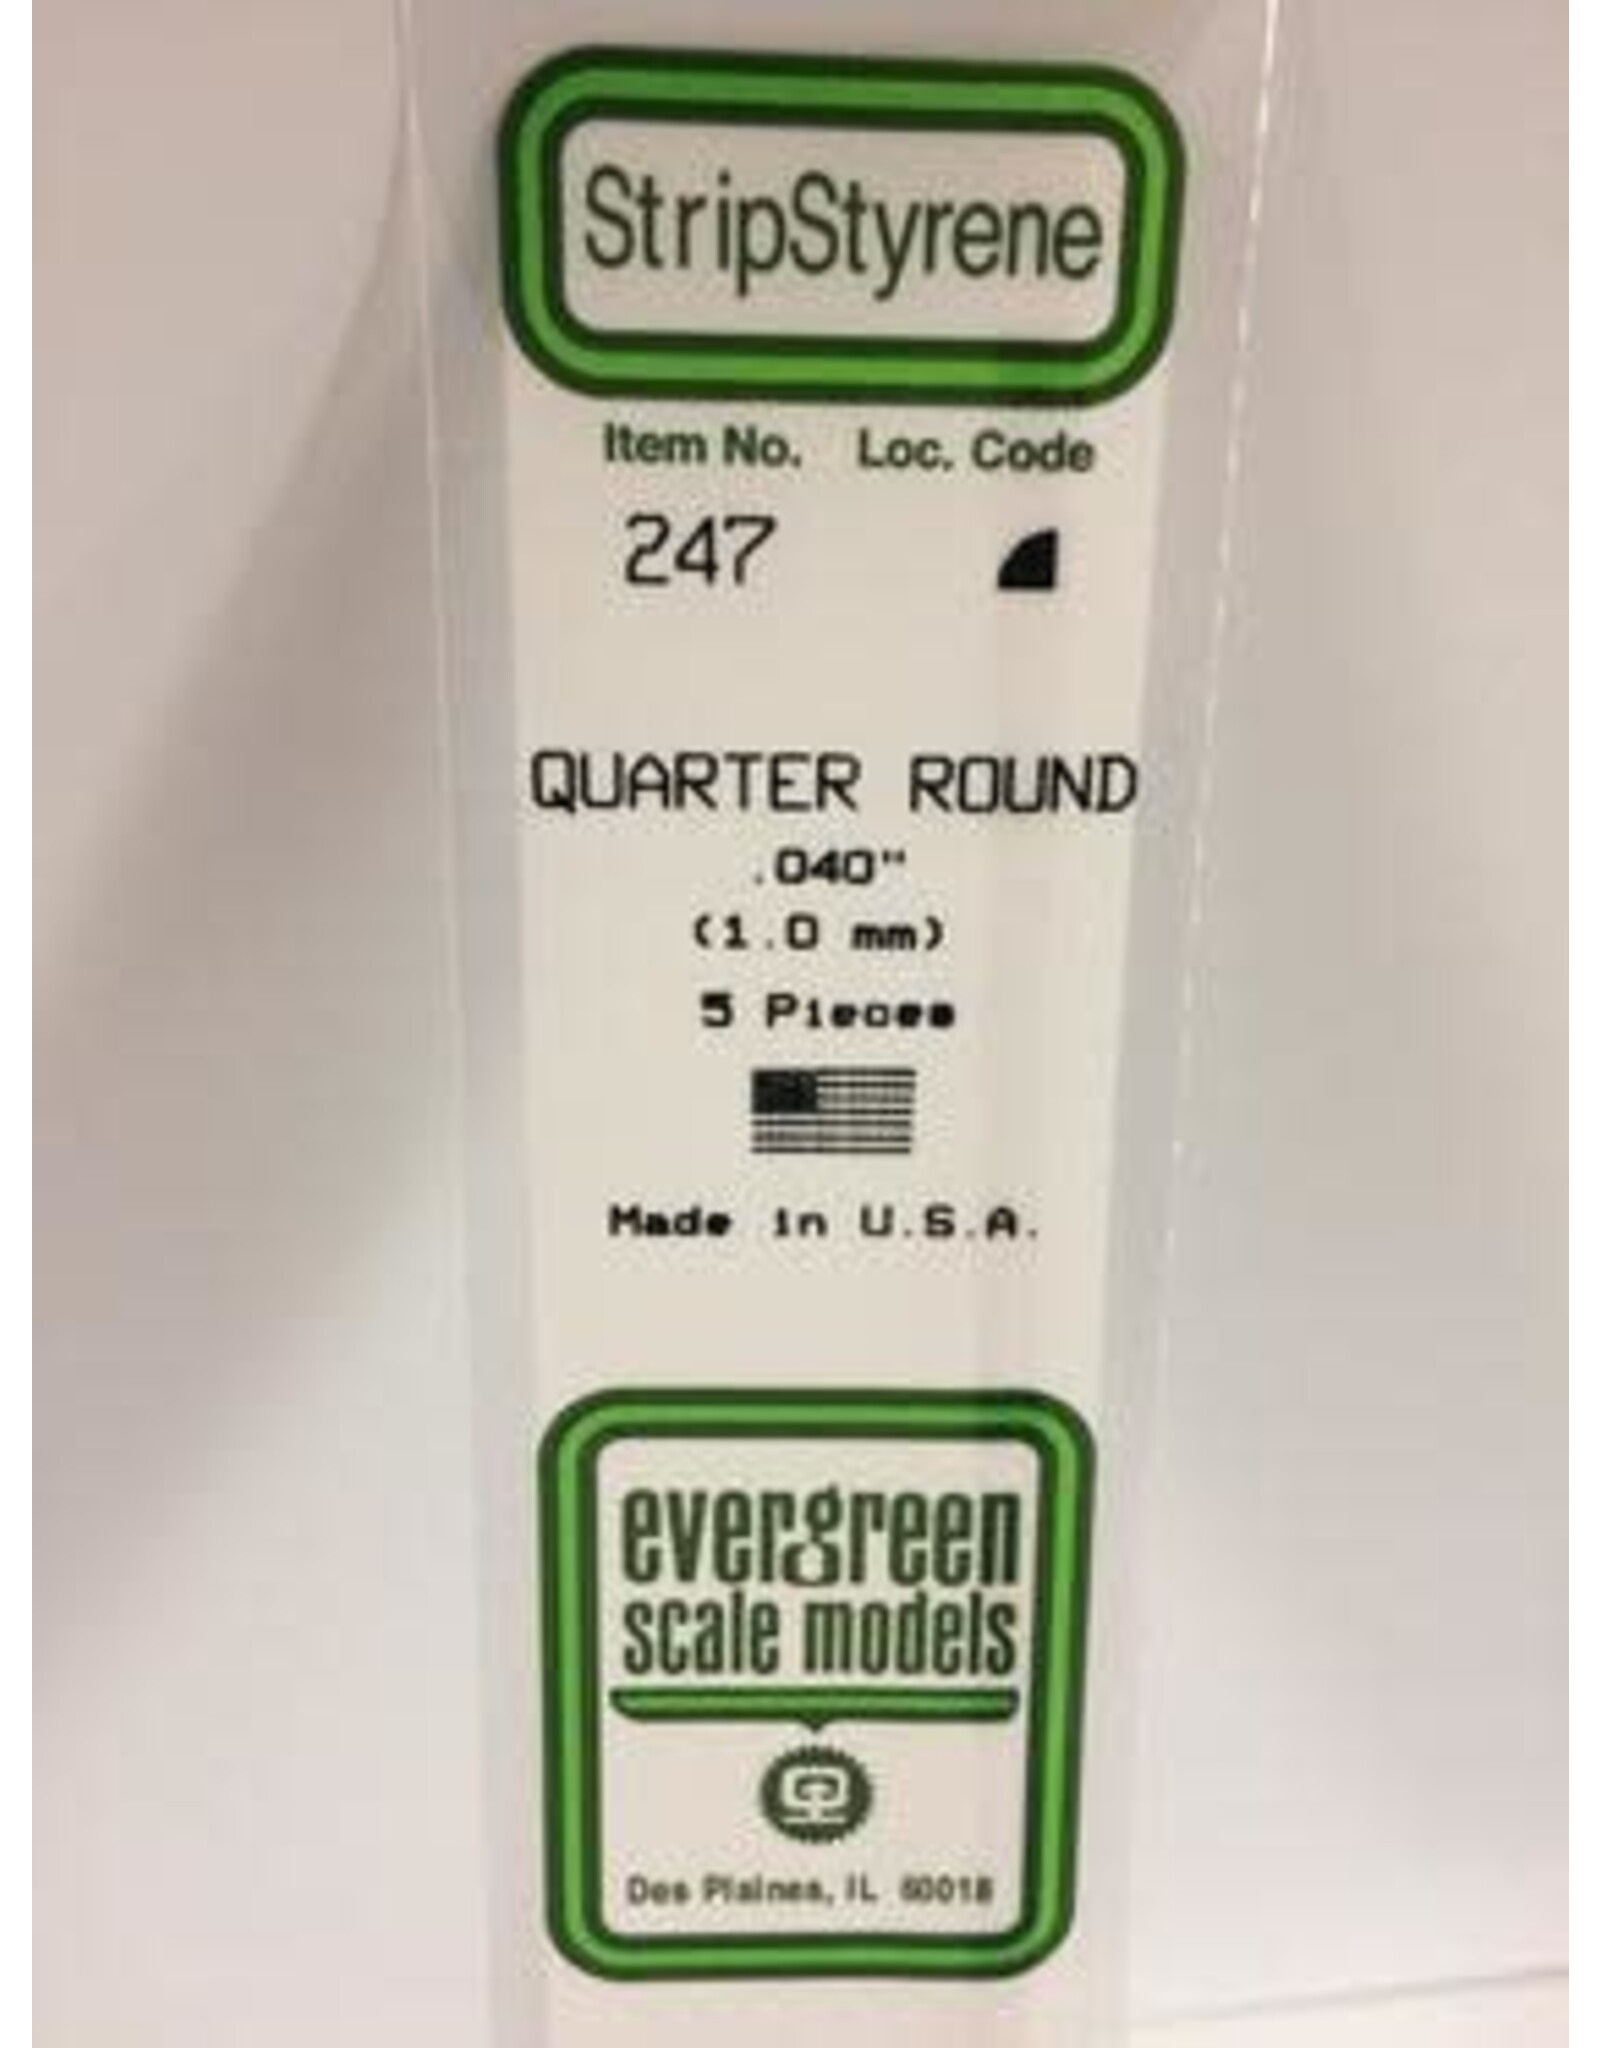 StripStyrene
Item No. Loc. Code
247
QUARTER ROUND
.040"
(1.0 mm)
5 Pieces
Made in U.S.A.
evergreen
scale models
Des Plaines, IL 60018